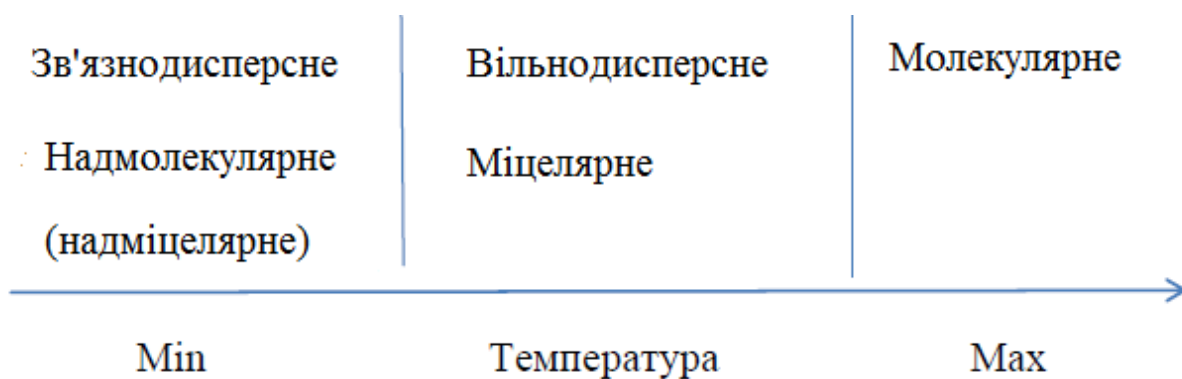 Зв'язнодисперсне
Надмолекулярне
(надміцелярне)
Вільнодисперсне
Міцелярне
Молекулярне
Min
Температура
Max